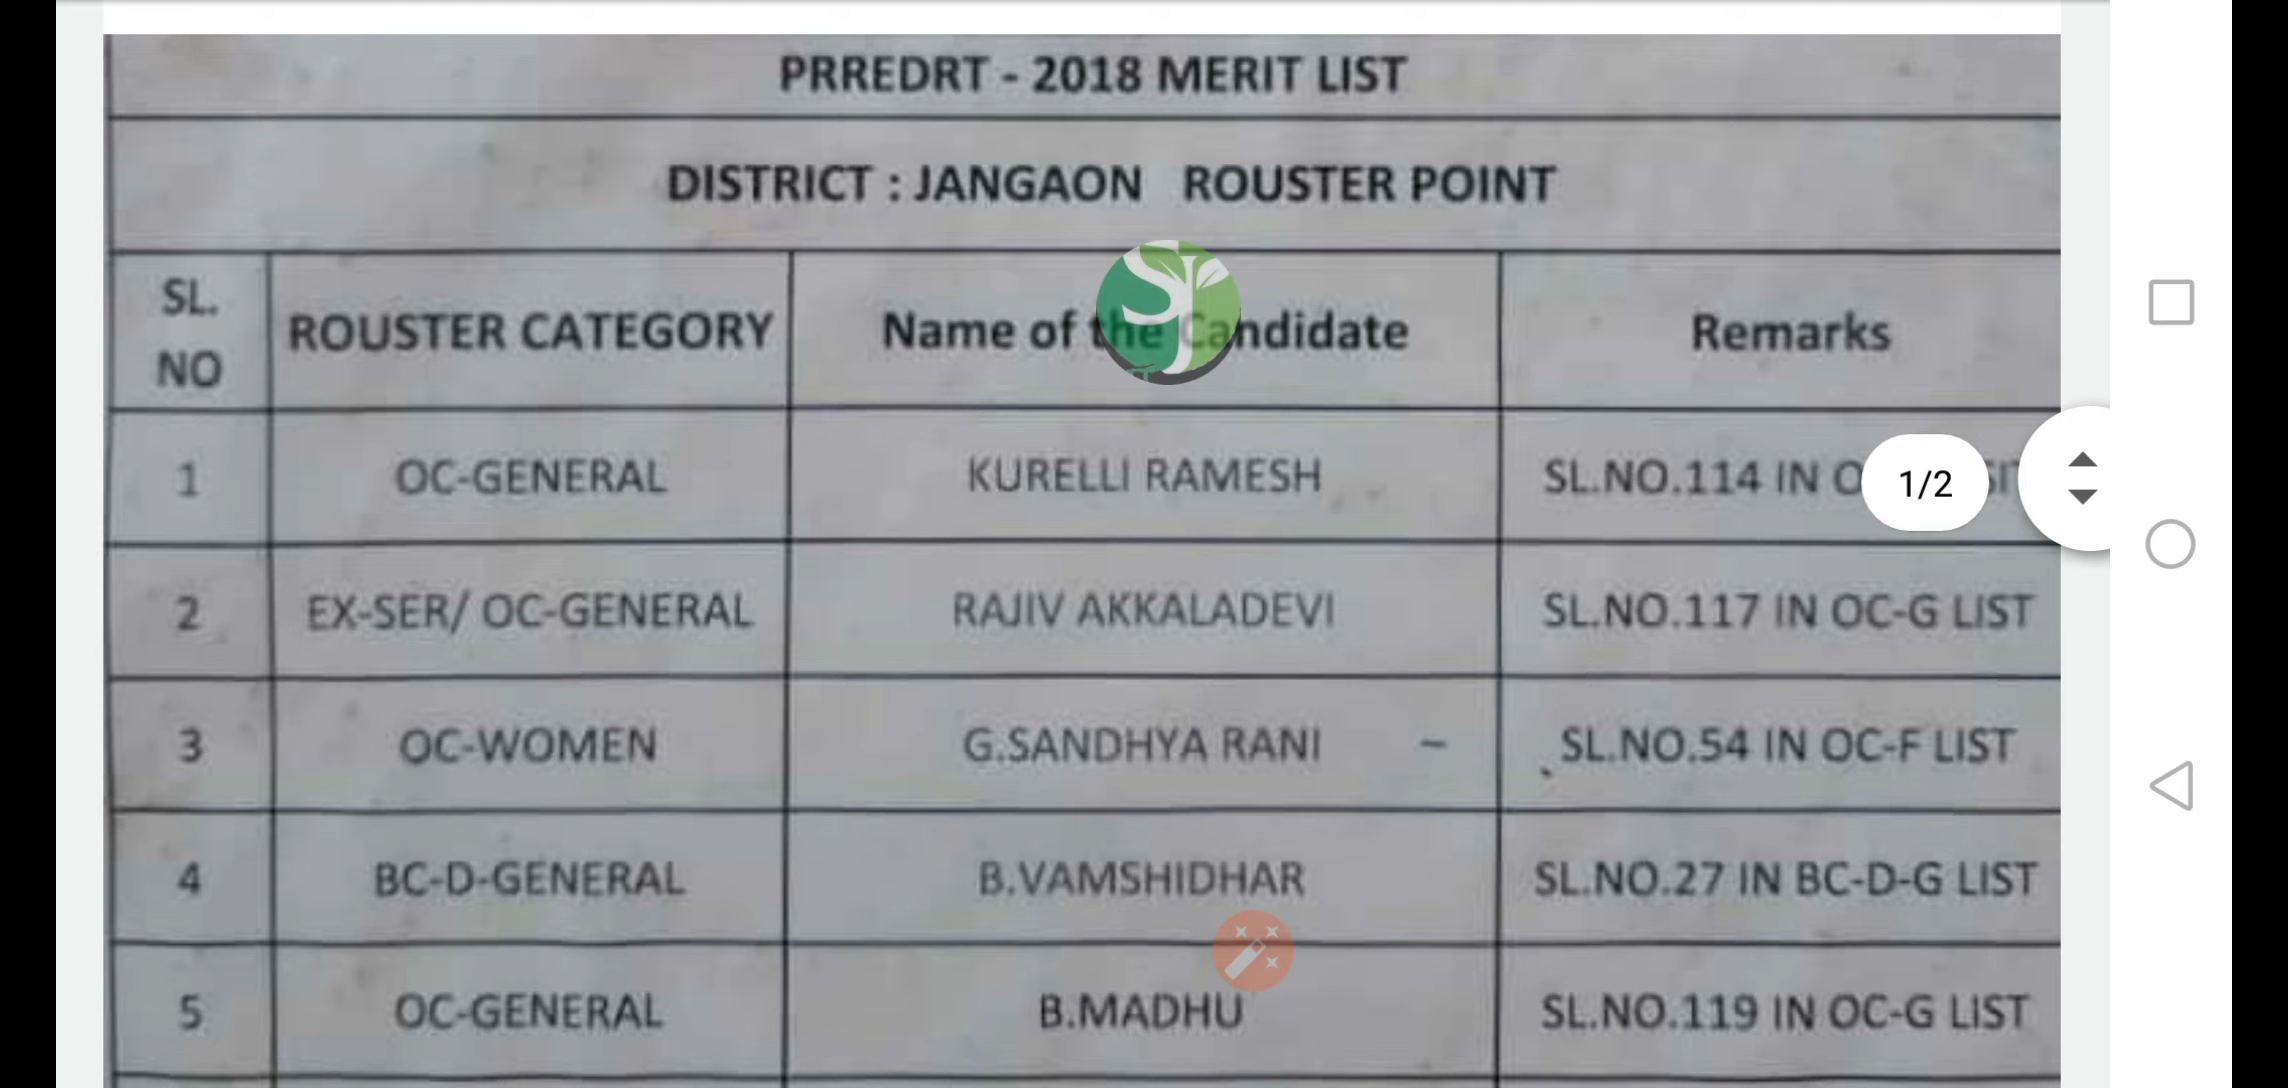 PRREDRT - 2018 MERIT LIST
DISTRICT : JANGAON ROUSTER POINT
SL. NO ROUSTER CATEGORY Name of the Candidate Remarks
1 OC-GENERAL KURELLI RAMESH SL.NO.114 IN
1/2
2 EX-SER/ OC-GENERAL RAJIV AKKALADEVI SL.NO.117 IN OC-G LIST
3 OC-WOMEN G.SANDHYA RANI – SL.NO.54 IN OC-F LIST
4 BC-D-GENERAL B.VAMSHIDHAR SL.NO.27 IN BC-D-G LIST
5 OC-GENERAL B.MADHU SL.NO.119 IN OC-G LIST